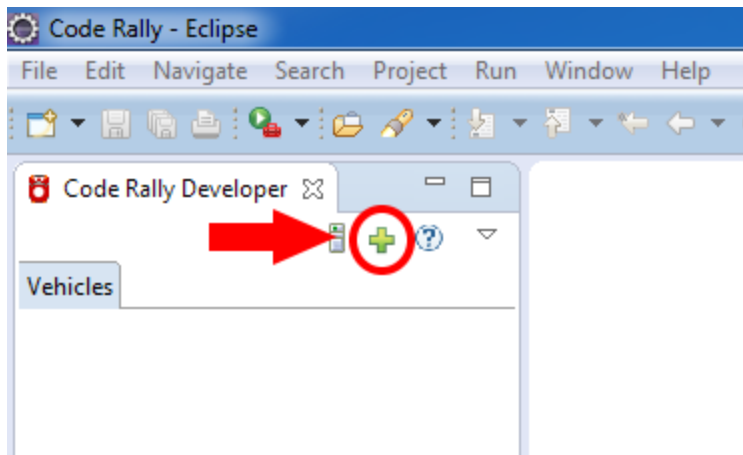 Code Rally - Eclipse
File Edit Navigate Search Project Run Window Help
Code Rally Developer
Vehicles